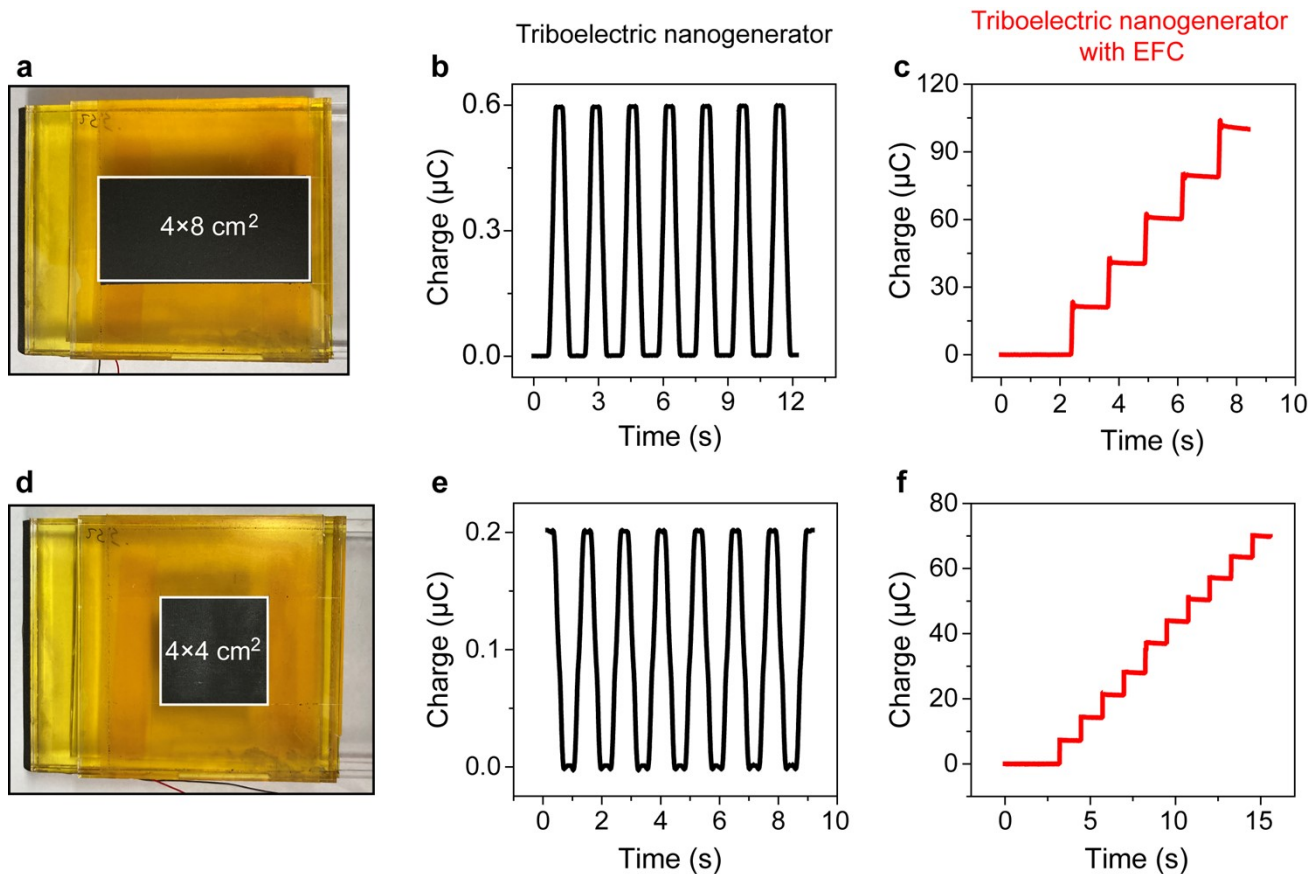 Triboelectric nanogenerator
Triboelectric nanogenerator
with EFC
a
4×8 cm²
b
0.6
0.3
0.0
Charge (µC)
0 3 6 9 12
Time (s)
c
120
90
60
30
0
Charge (µC)
0 2 4 6 8 10
Time (s)
d
4×4 cm²
e
0.2
0.1
0.0
Charge (µC)
0 2 4 6 8 10
Time (s)
f
80
60
40
20
0
Charge (µC)
0 5 10 15
Time (s)